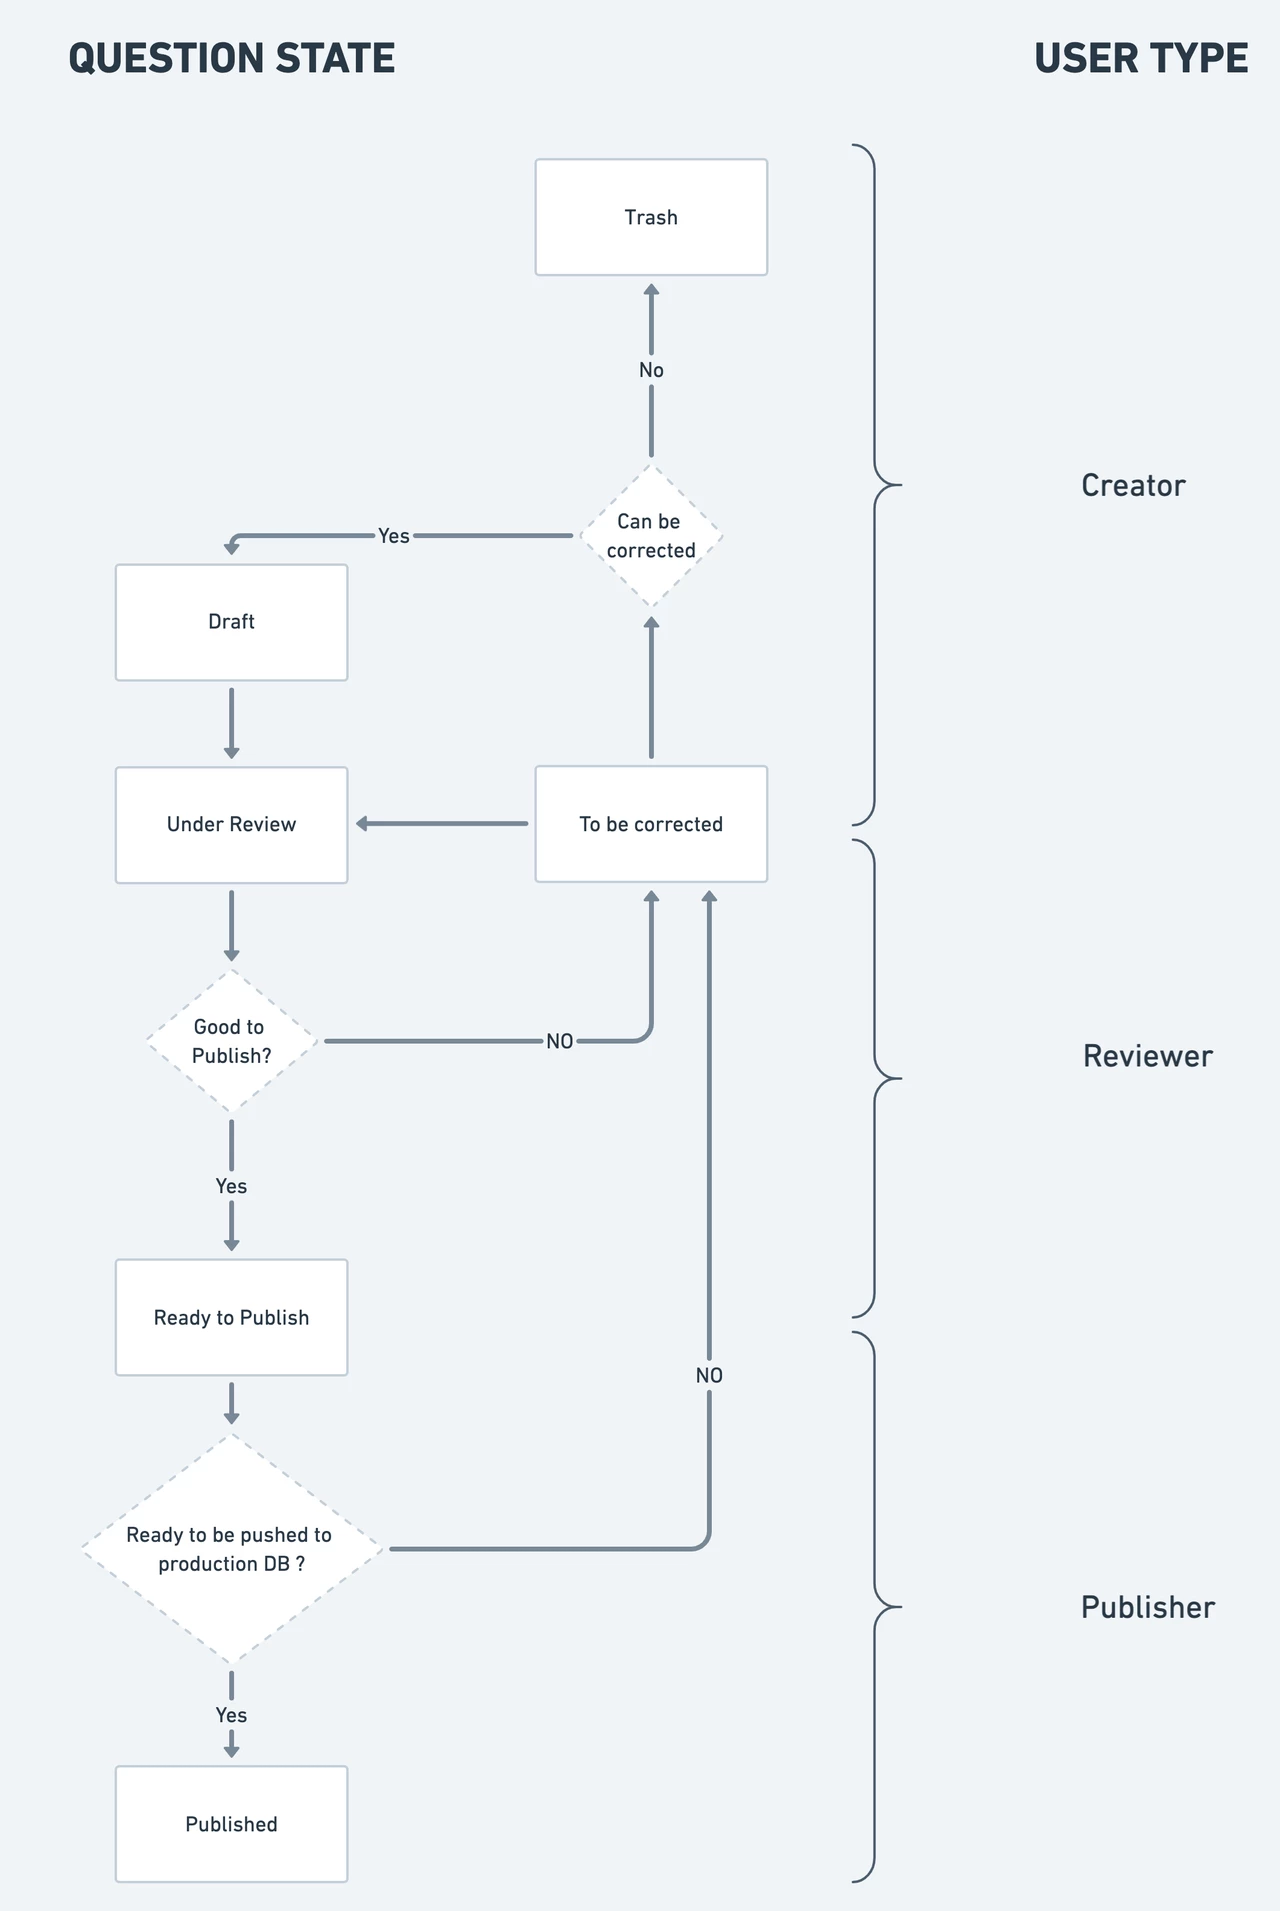 QUESTION STATE
USER TYPE
Trash
No
Creator
Can be
corrected
Yes
Draft
Under Review
To be corrected
Good to
Publish?
NO
Reviewer
Yes
Ready to Publish
NO
Ready to be pushed to
production DB ?
Publisher
Yes
Published